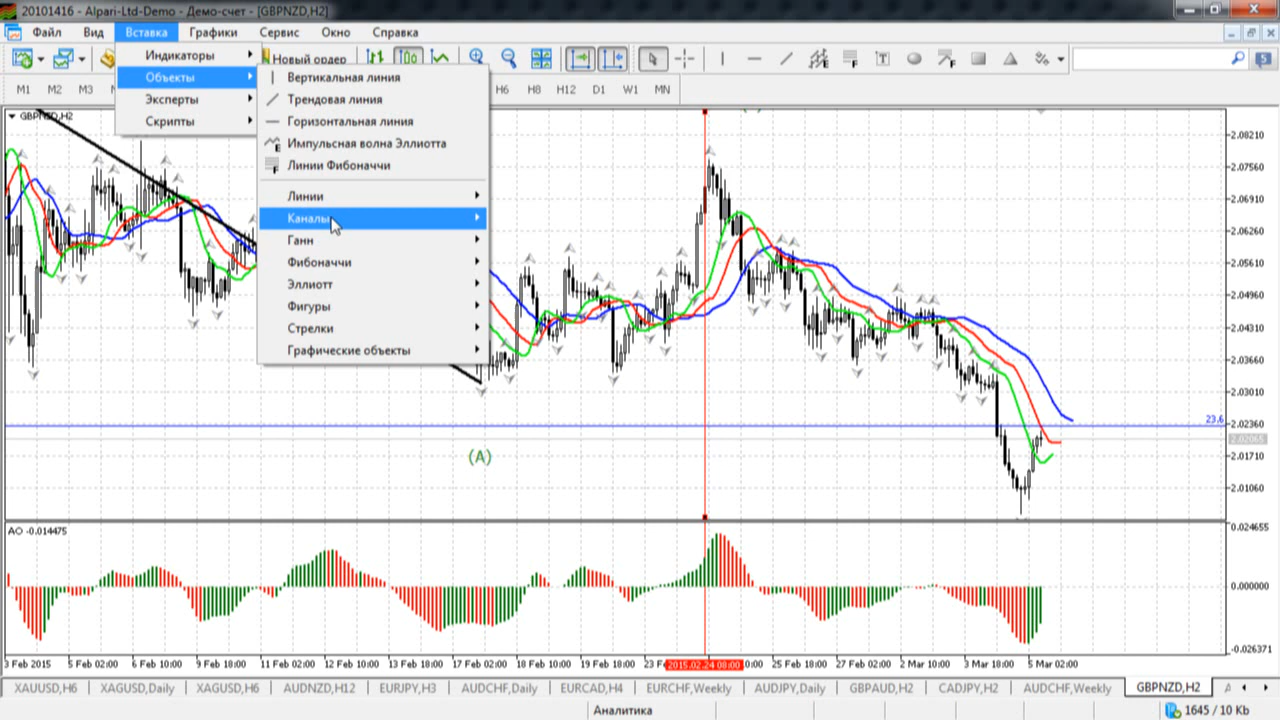 20101416 - Alpari-Ltd-Demo - Демо-счет - [GBPNZD,H2]
Файл Вид Вставка Графики Сервис Окно Справка
Новый ордер
M1 M2 M3 H6 H8 H12 D1 W1 MN
Индикаторы
Объекты
Эксперты
Скрипты
Вертикальная линия
Трендовая линия
Горизонтальная линия
Импульсная волна Эллиотта
Линии Фибоначчи
Линии
Каналы
Ганн
Фибоначчи
Эллиотт
Фигуры
Стрелки
Графические объекты
GBPNZD,H2
2.08210
2.07560
2.06910
2.06260
2.05610
2.04960
2.04310
2.03660
2.03010
23.6
2.02360
2.02065
2.01710
2.01060
(A)
AO -0.014475
0.024655
0.000000
-0.026371
3 Feb 2015 5 Feb 02:00 6 Feb 10:00 9 Feb 18:00 11 Feb 02:00 12 Feb 10:00 13 Feb 18:00 17 Feb 02:00 18 Feb 10:00 19 Feb 18:00 23 F 2015.02.24 08:00 0:00 25 Feb 18:00 27 Feb 02:00 2 Mar 10:00 3 Mar 18:00 5 Mar 02:00
XAUUSD,H6 XAGUSD,Daily XAGUSD,H6 AUDNZD,H12 EURJPY,H3 AUDCHF,Daily EURCAD,H4 EURCHF,Weekly AUDJPY,Daily GBPAUD,H2 CADJPY,H2 AUDCHF,Weekly GBPNZD,H2
Аналитика 1645 / 10 Kb